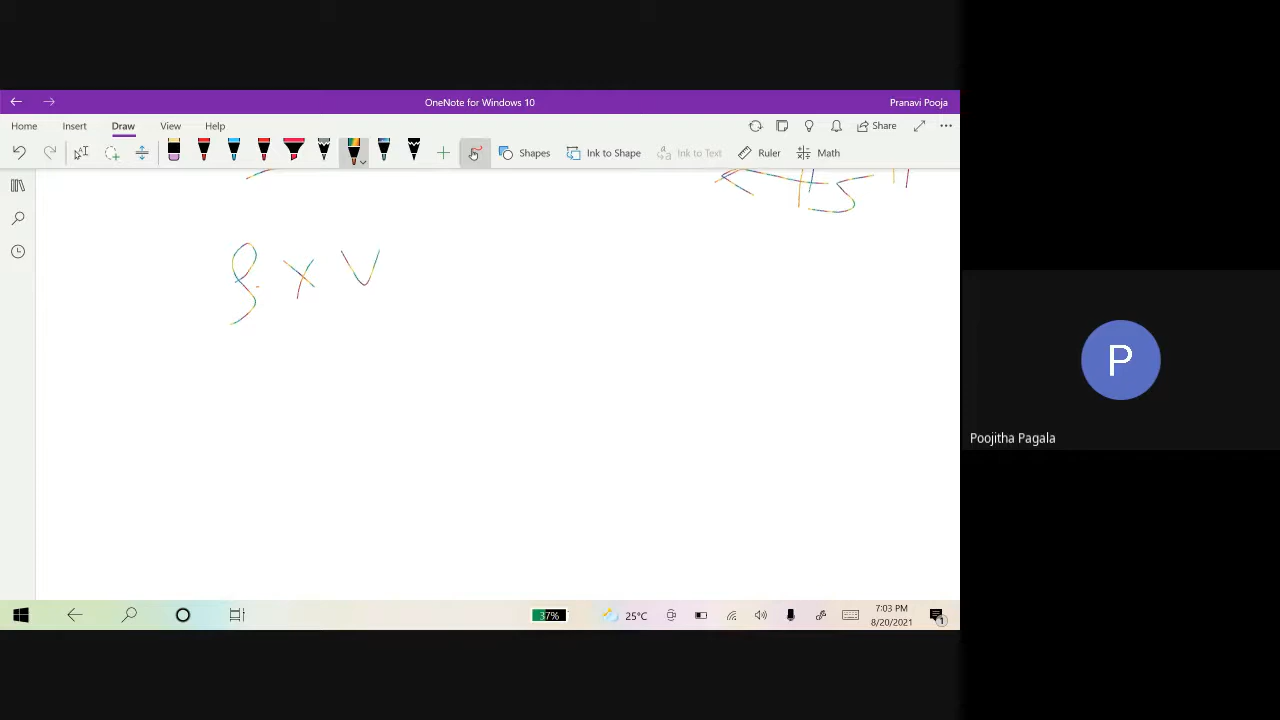 OneNote for Windows 10
Pranavi Pooja
Home Insert Draw View Help
Share
Shapes Ink to Shape Ink to Text Ruler Math
x V
P
Poojitha Pagala
37% 25°C 7:03 PM
8/20/2021
1